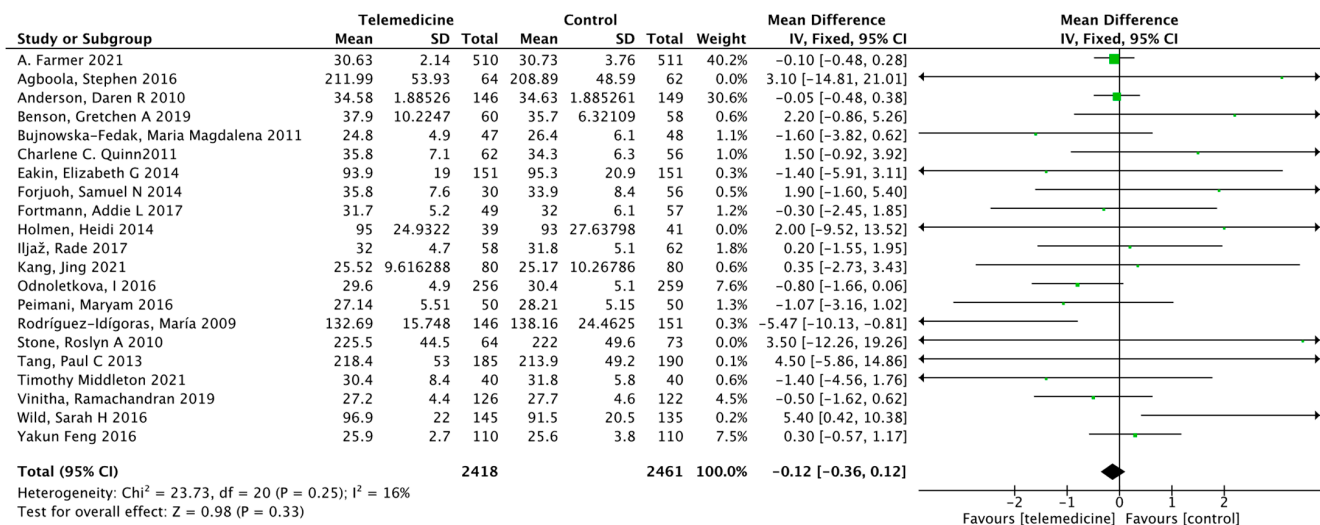 Telemedicine Control Mean Difference Mean Difference
Study or Subgroup Mean SD Total Mean SD Total Weight IV, Fixed, 95% CI IV, Fixed, 95% CI
A. Farmer 2021 30.63 2.14 510 30.73 3.76 511 40.2% −0.10 [−0.48, 0.28]
Agboola, Stephen 2016 211.99 53.93 64 208.89 48.59 62 0.0% 3.10 [−14.81, 21.01]
Anderson, Daren R 2010 34.58 1.88526 146 34.63 1.885261 149 30.6% −0.05 [−0.48, 0.38]
Benson, Gretchen A 2019 37.9 10.2247 60 35.7 6.32109 58 0.6% 2.20 [−0.86, 5.26]
Bujnowska-Fedak, Maria Magdalena 2011 24.8 4.9 47 26.4 6.1 48 1.1% −1.60 [−3.82, 0.62]
Charlene C. Quinn2011 35.8 7.1 62 34.3 6.3 56 1.0% 1.50 [−0.92, 3.92]
Eakin, Elizabeth G 2014 93.9 19 151 95.3 20.9 151 0.3% −1.40 [−5.91, 3.11]
Forjuoh, Samuel N 2014 35.8 7.6 30 33.9 8.4 56 0.5% 1.90 [−1.60, 5.40]
Fortmann, Addie L 2017 31.7 5.2 49 32 6.1 57 1.2% −0.30 [−2.45, 1.85]
Holmen, Heidi 2014 95 24.9322 39 93 27.63798 41 0.0% 2.00 [−9.52, 13.52]
Iljaž, Rade 2017 32 4.7 58 31.8 5.1 62 1.8% 0.20 [−1.55, 1.95]
Kang, Jing 2021 25.52 9.616288 80 25.17 10.26786 80 0.6% 0.35 [−2.73, 3.43]
Odnoletkova, I 2016 29.6 4.9 256 30.4 5.1 259 7.6% −0.80 [−1.66, 0.06]
Peimani, Maryam 2016 27.14 5.51 50 28.21 5.15 50 1.3% −1.07 [−3.16, 1.02]
Rodríguez-Idígoras, María 2009 132.69 15.748 146 138.16 24.4625 151 0.3% −5.47 [−10.13, −0.81]
Stone, Roslyn A 2010 225.5 44.5 64 222 49.6 73 0.0% 3.50 [−12.26, 19.26]
Tang, Paul C 2013 218.4 53 185 213.9 49.2 190 0.1% 4.50 [−5.86, 14.86]
Timothy Middleton 2021 30.4 8.4 40 31.8 5.8 40 0.6% −1.40 [−4.56, 1.76]
Vinitha, Ramachandran 2019 27.2 4.4 126 27.7 4.6 122 4.5% −0.50 [−1.62, 0.62]
Wild, Sarah H 2016 96.9 22 145 91.5 20.5 135 0.2% 5.40 [0.42, 10.38]
Yakun Feng 2016 25.9 2.7 110 25.6 3.8 110 7.5% 0.30 [−0.57, 1.17]
Total (95% CI) 2418 2461 100.0% −0.12 [−0.36, 0.12]
Heterogeneity: Chi² = 23.73, df = 20 (P = 0.25); I² = 16%
Test for overall effect: Z = 0.98 (P = 0.33)
−2 −1 0 1 2
Favours [telemedicine] Favours [control]